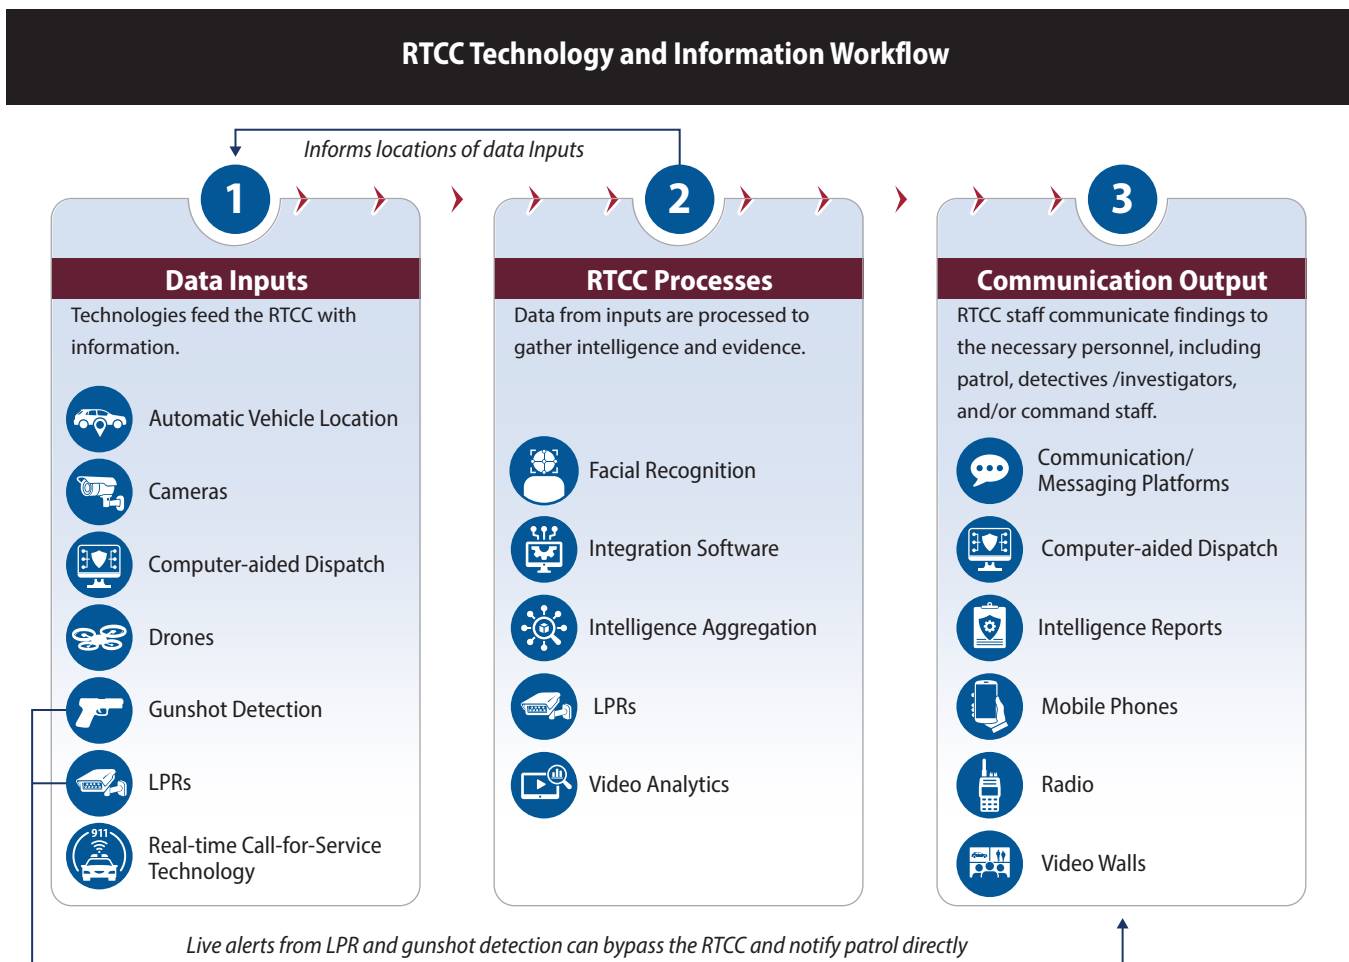 RTCC Technology and Information Workflow
Informs locations of data Inputs
1
2
3
Data Inputs
Technologies feed the RTCC with
information.
Automatic Vehicle Location
Cameras
Computer-aided Dispatch
Drones
Gunshot Detection
LPRs
911
Real-time Call-for-Service
Technology
RTCC Processes
Data from inputs are processed to
gather intelligence and evidence.
Facial Recognition
Integration Software
Intelligence Aggregation
LPRs
Video Analytics
Communication Output
RTCC staff communicate findings to
the necessary personnel, including
patrol, detectives /investigators,
and/or command staff.
Communication/
Messaging Platforms
Computer-aided Dispatch
Intelligence Reports
Mobile Phones
Radio
Video Walls
Live alerts from LPR and gunshot detection can bypass the RTCC and notify patrol directly